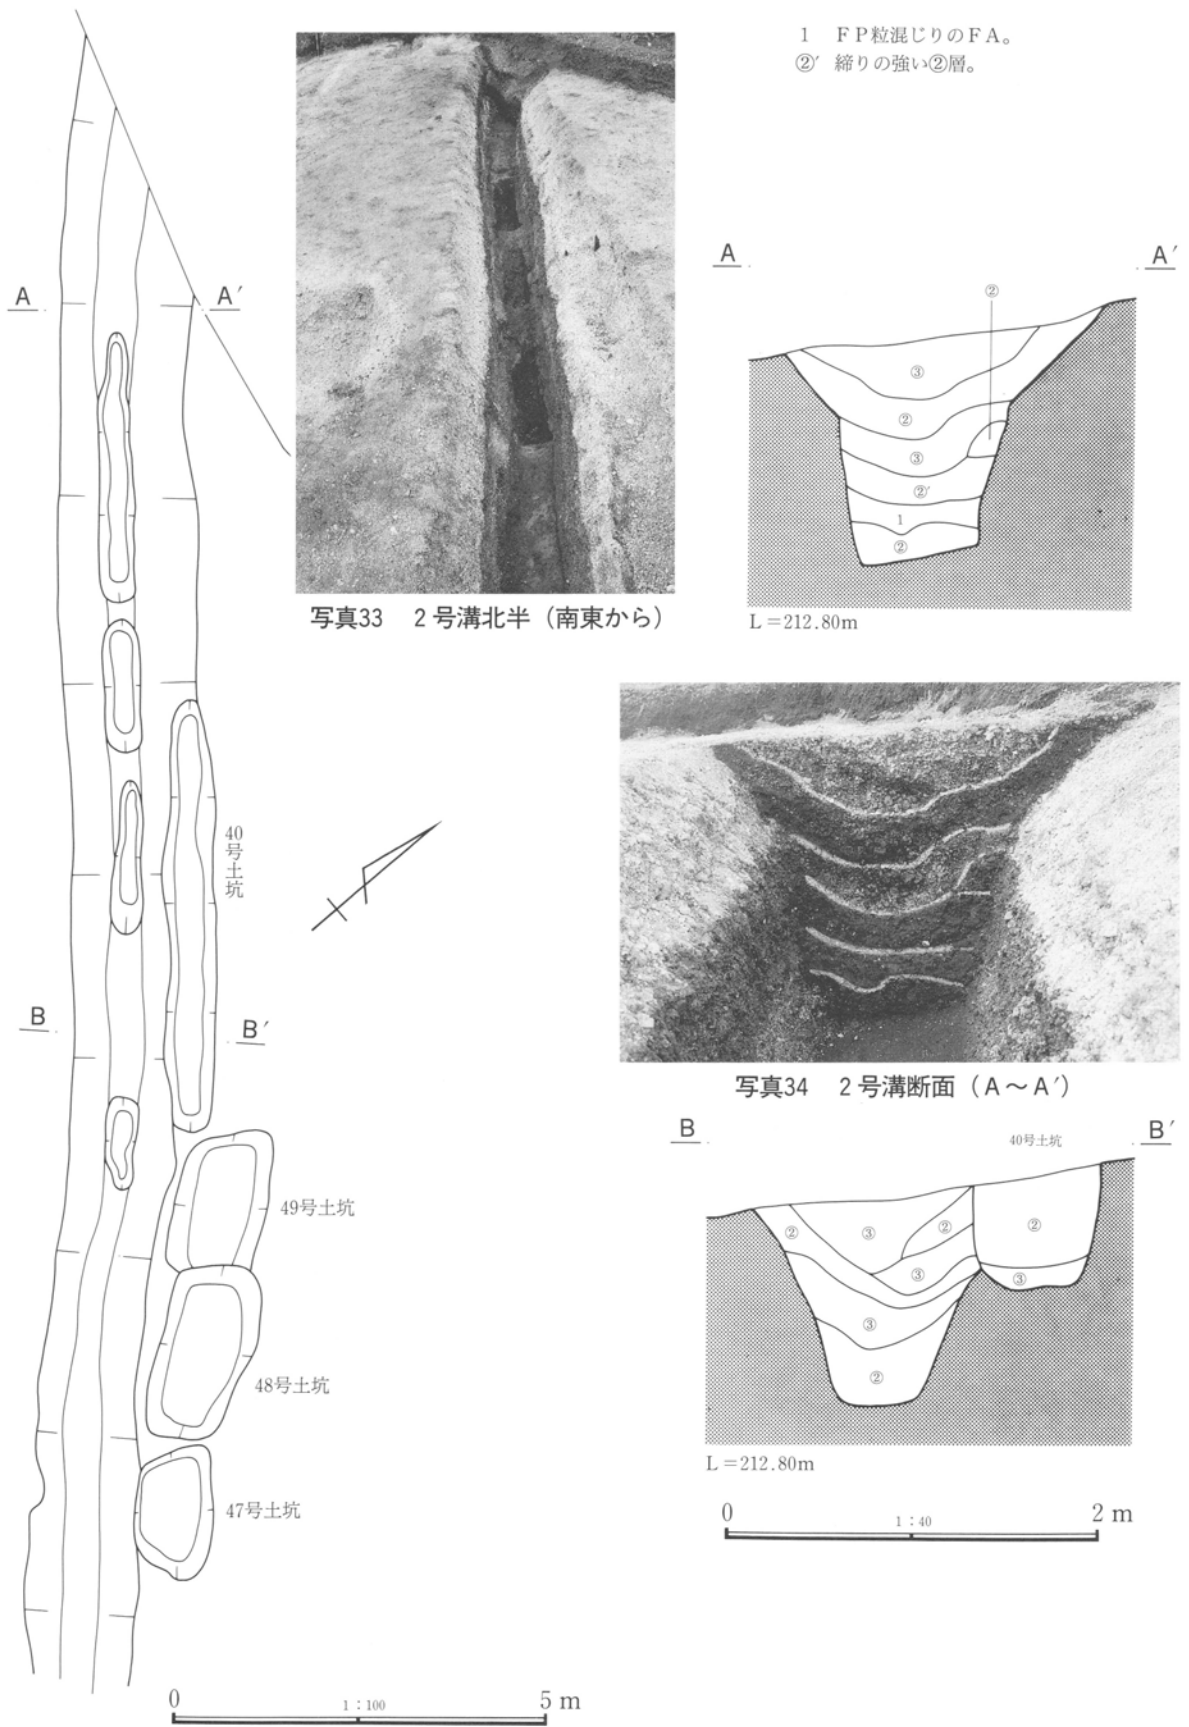 1 FP粒混じりのFA。
②′ 締りの強い②層。
A
A′
②
③
②
③
②′
1
②
L=212.80m
A
A′
写真33 2号溝北半（南東から）
40号土坑
B
B′
写真34 2号溝断面（A～A′）
B
40号土坑
B′
②
③
②
②
③
③
③
②
L=212.80m
49号土坑
48号土坑
47号土坑
0
1：40
2 m
0
1：100
5 m